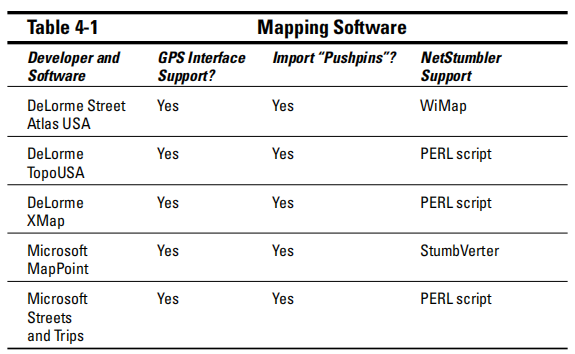 Table 4-1 Mapping Software
Developer and GPS Interface Import “Pushpins”? NetStumbler
Software Support? Support
DeLorme Street Yes Yes WiMap
Atlas USA
DeLorme Yes Yes PERL script
TopoUSA
DeLorme Yes Yes PERL script
XMap
Microsoft Yes Yes StumbVerter
MapPoint
Microsoft Yes Yes PERL script
Streets
and Trips